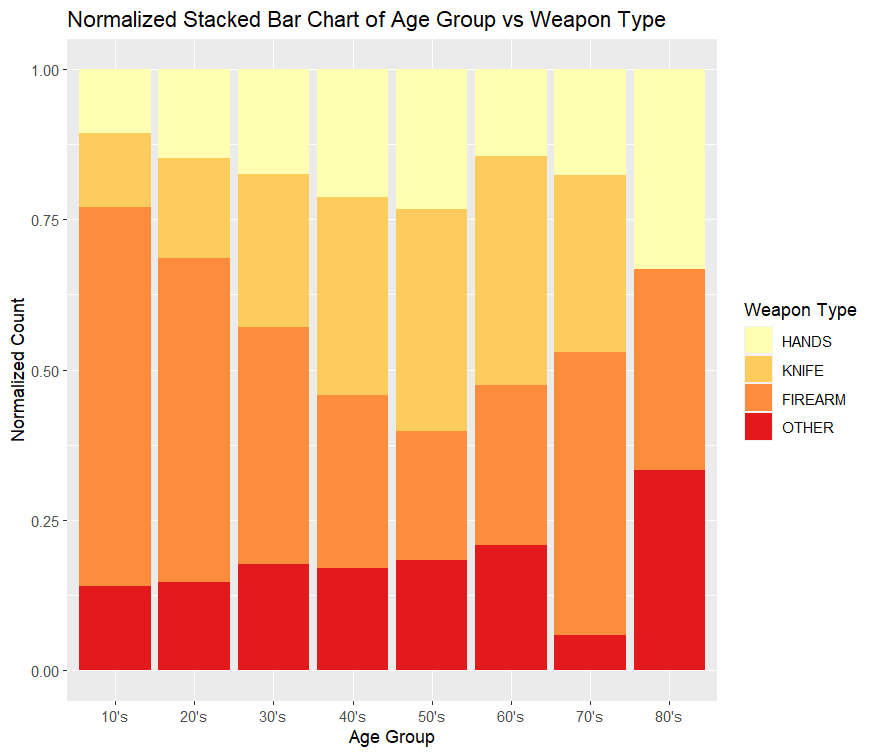 Normalized Stacked Bar Chart of Age Group vs Weapon Type
1.00
0.75
0.50
0.25
0.00
Normalized Count
10's 20's 30's 40's 50's 60's 70's 80's
Age Group
Weapon Type
HANDS
KNIFE
FIREARM
OTHER